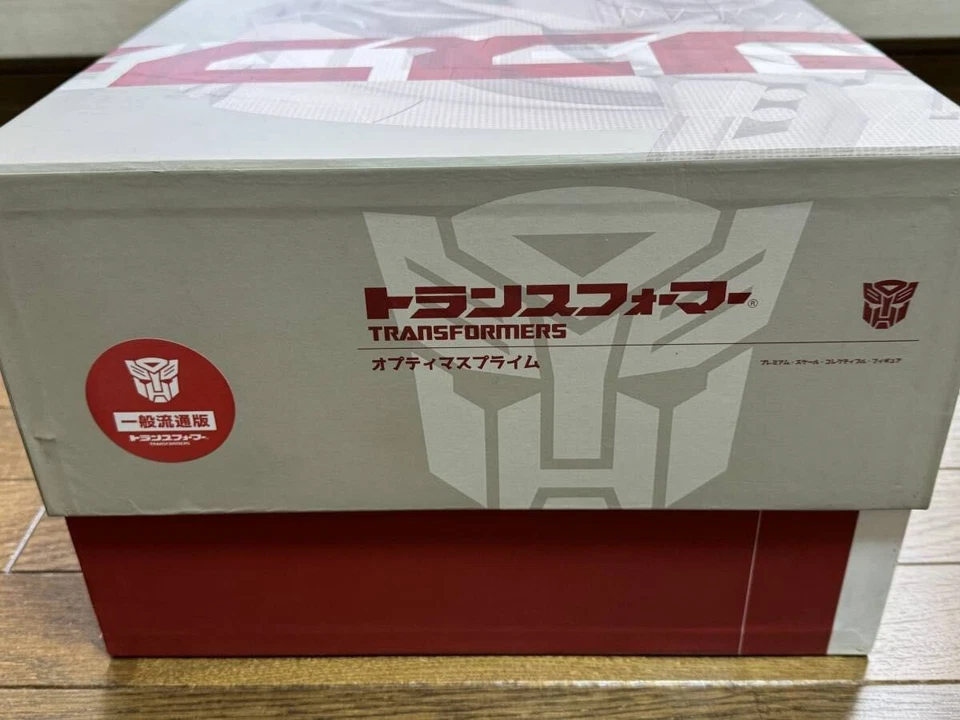 トランスフォーマー®
TRANSFORMERS
オプティマスプライム
プレミアム・スケール・コレクティブル・フィギュア
一般流通版
トランスフォーマー
TRANSFORMERS